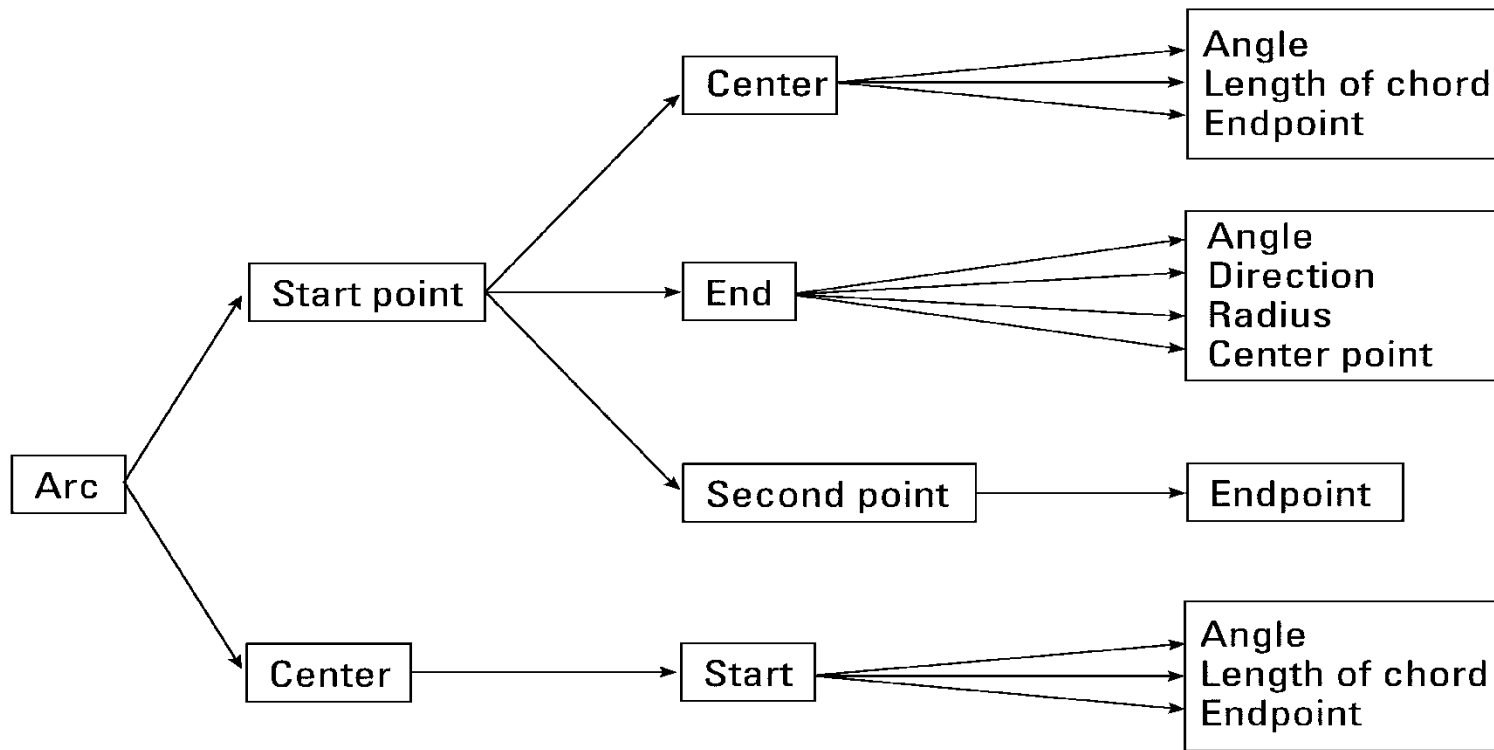 Center
Angle
Length of chord
Endpoint
Start point
End
Angle
Direction
Radius
Center point
Arc
Second point
Endpoint
Center
Start
Angle
Length of chord
Endpoint